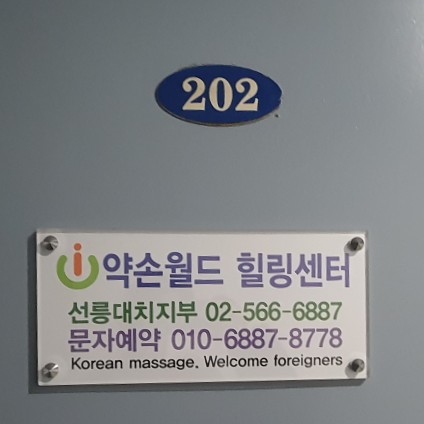 202
약손월드 힐링센터
선릉대치지부 02-566-6887
문자예약 010-6887-8778
Korean massage. Welcome foreigners